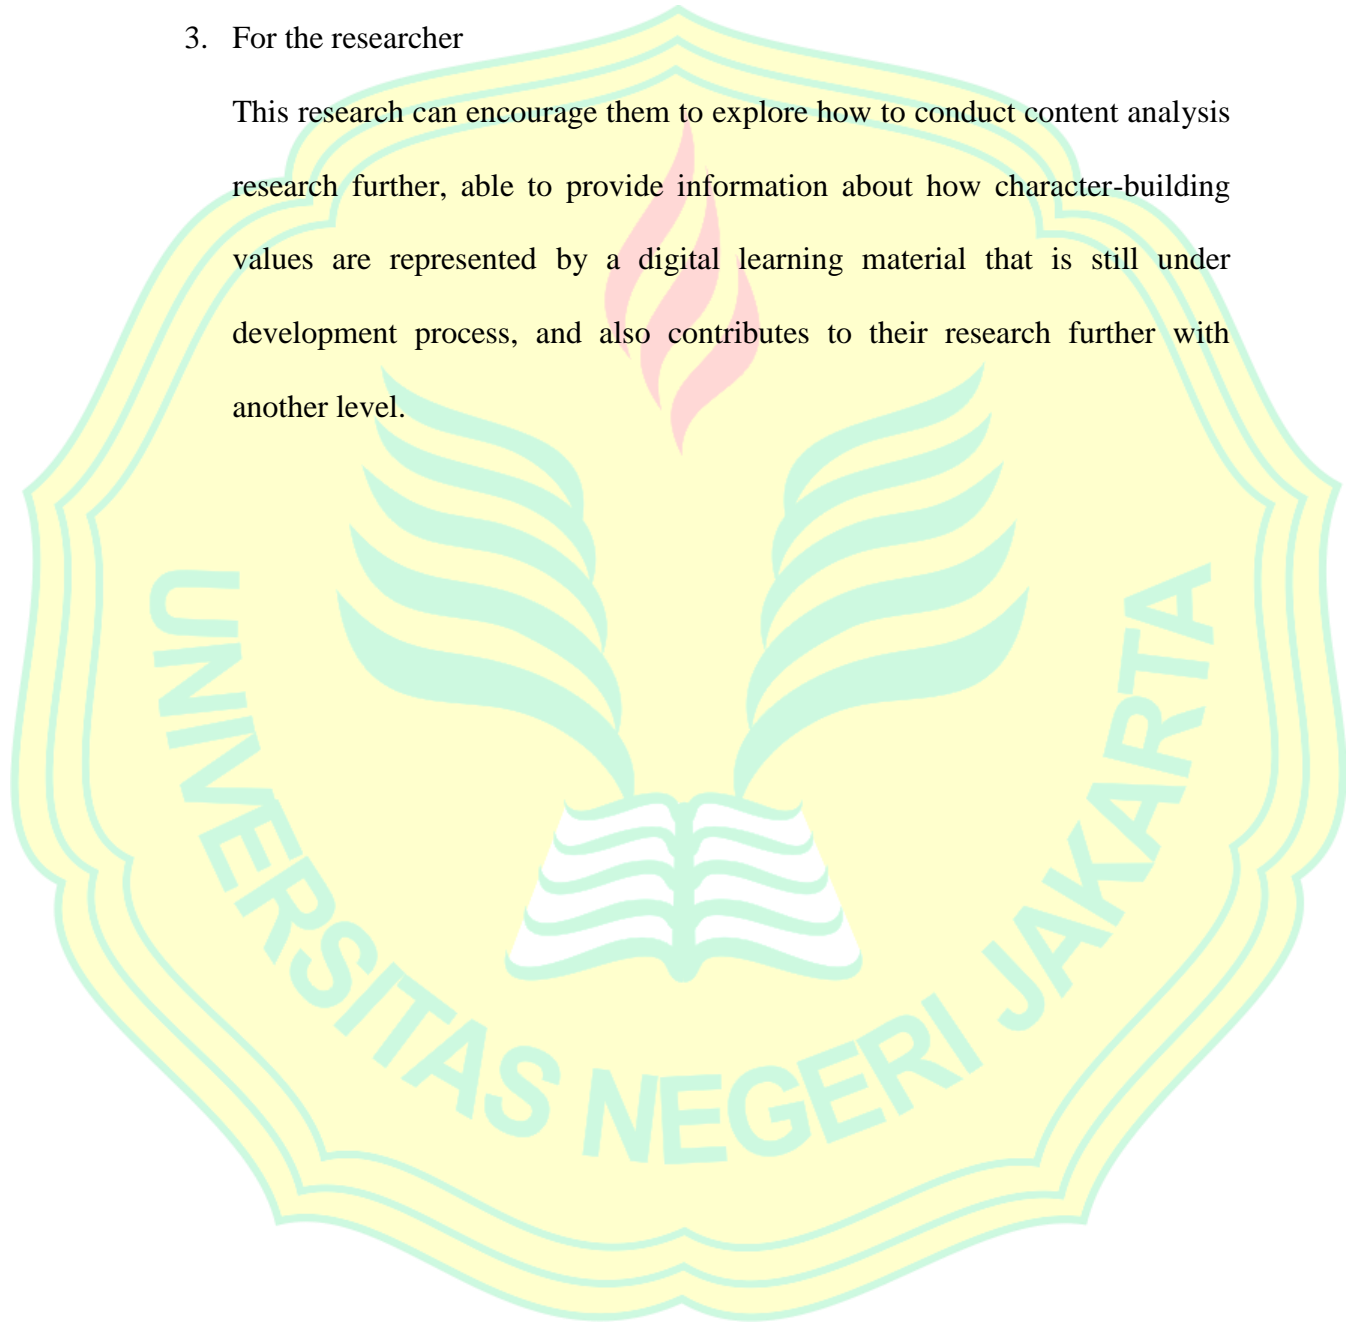 3. For the researcher
This research can encourage them to explore how to conduct content analysis
research further, able to provide information about how character-building
values are represented by a digital learning material that is still under
development process, and also contributes to their research further with
another level.
UNIVERSITAS NEGERI JAKARTA